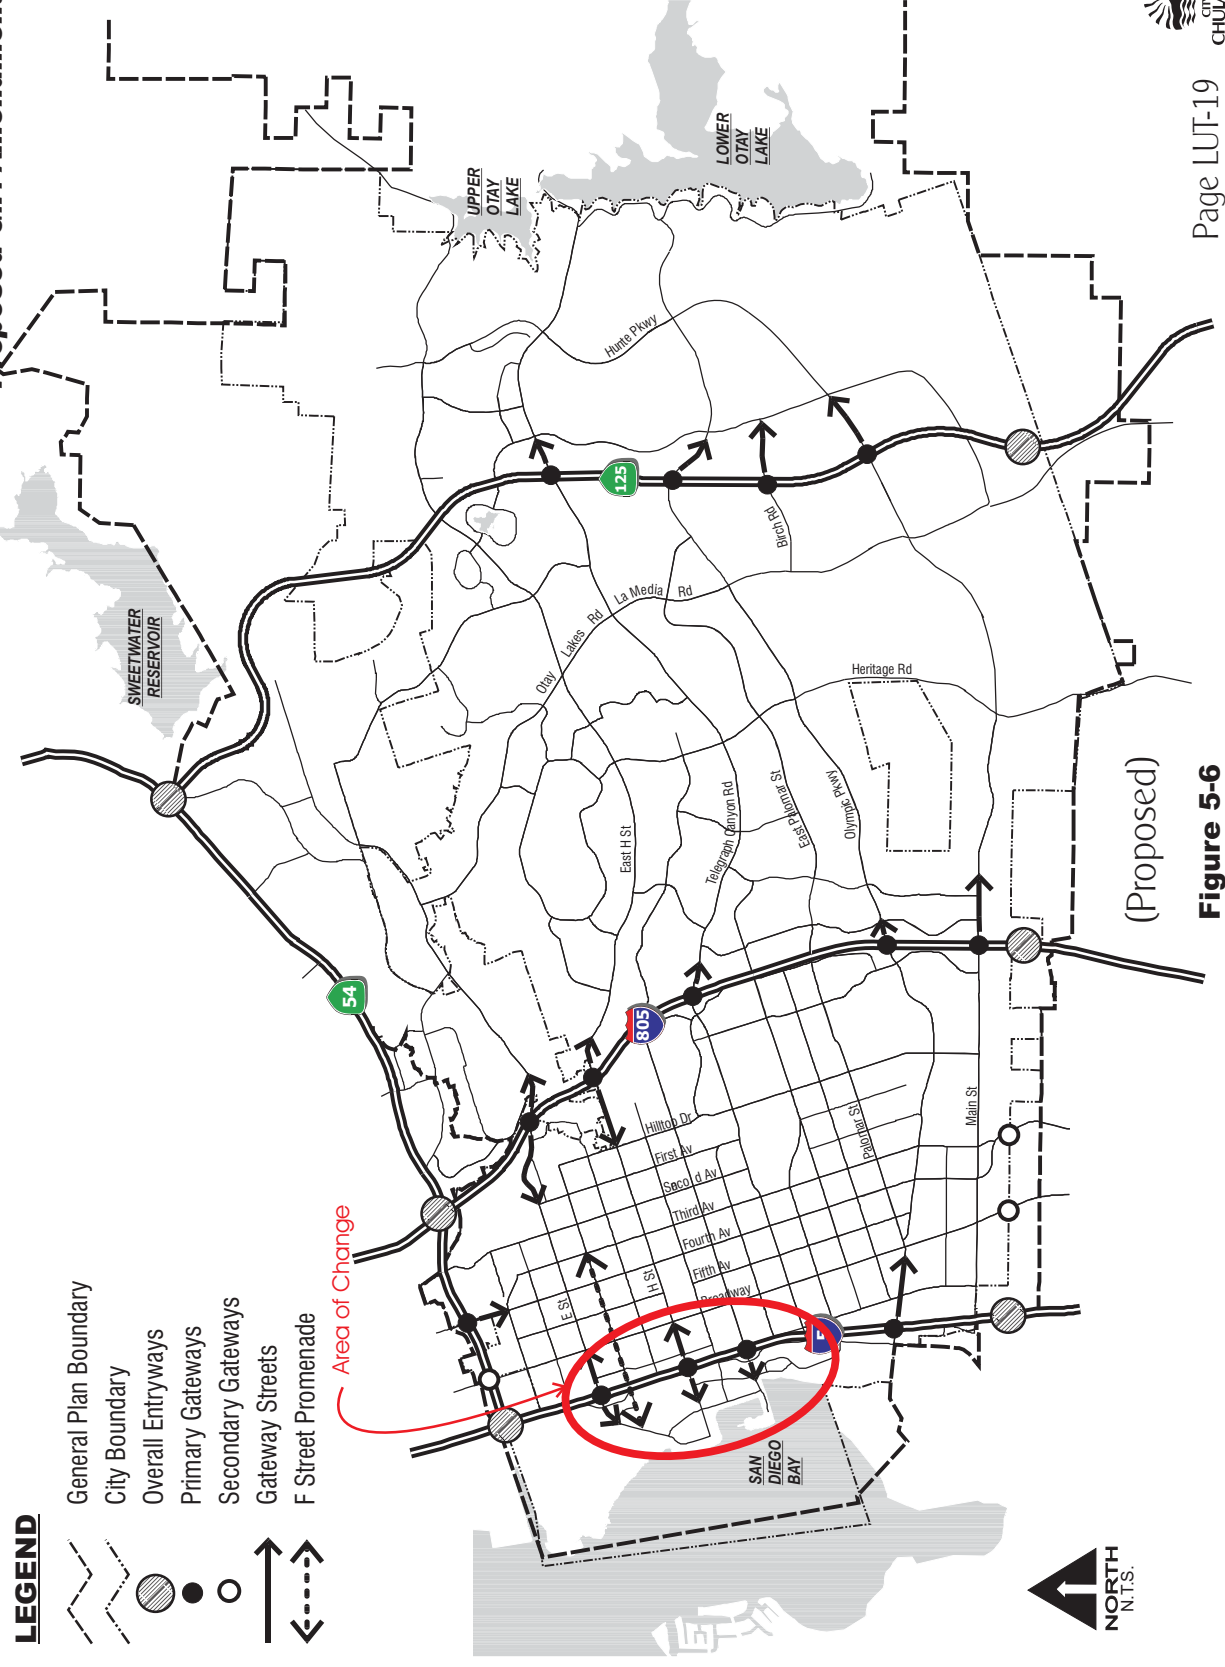 LEGEND
General Plan Boundary
City Boundary
Overall Entryways
Primary Gateways
Secondary Gateways
Gateway Streets
F Street Promenade
Area of Change
SWEETWATER
RESERVOIR
UPPER
OTAY
LAKE
LOWER
OTAY
LAKE
SAN
DIEGO
BAY
54
125
805
5
Hunte Pkwy
Birch Rd
La Media Rd
Otay Lakes Rd
Heritage Rd
East H St
Telegraph Canyon Rd
East Palomar St
Olympic Pkwy
Hilltop Dr
First Av
Second Av
Third Av
Fourth Av
Fifth Av
Broadway
E St
H St
Palomar St
Main St
NORTH
N.T.S.
(Proposed)
Figure 5-6
Page LUT-19